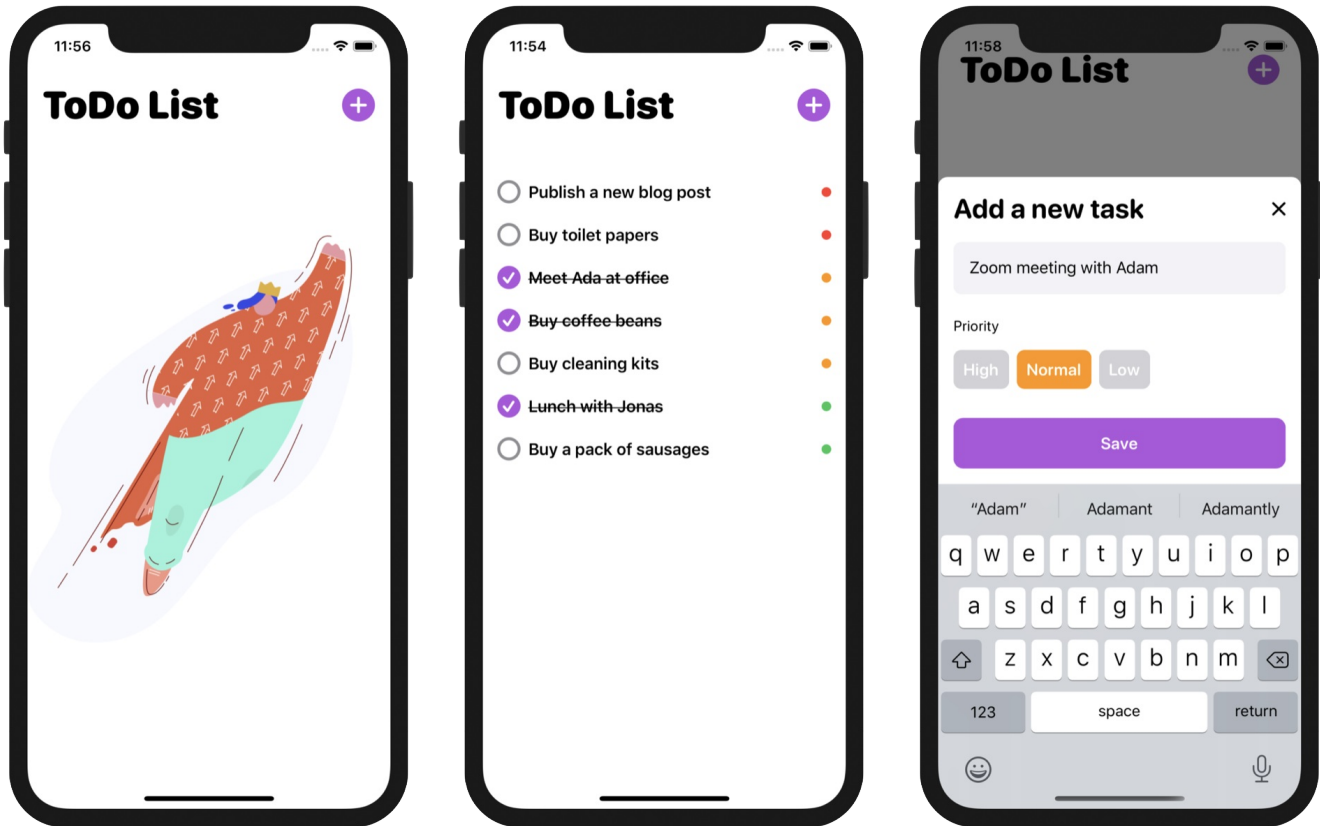 11:56
ToDo List
11:54
ToDo List
Publish a new blog post
Buy toilet papers
Meet Ada at office
Buy coffee beans
Buy cleaning kits
Lunch with Jonas
Buy a pack of sausages
11:58
ToDo List
Add a new task
Zoom meeting with Adam
Priority
High Normal Low
Save
“Adam” Adamant Adamantly
q w e r t y u i o p
a s d f g h j k l
z x c v b n m
123 space return